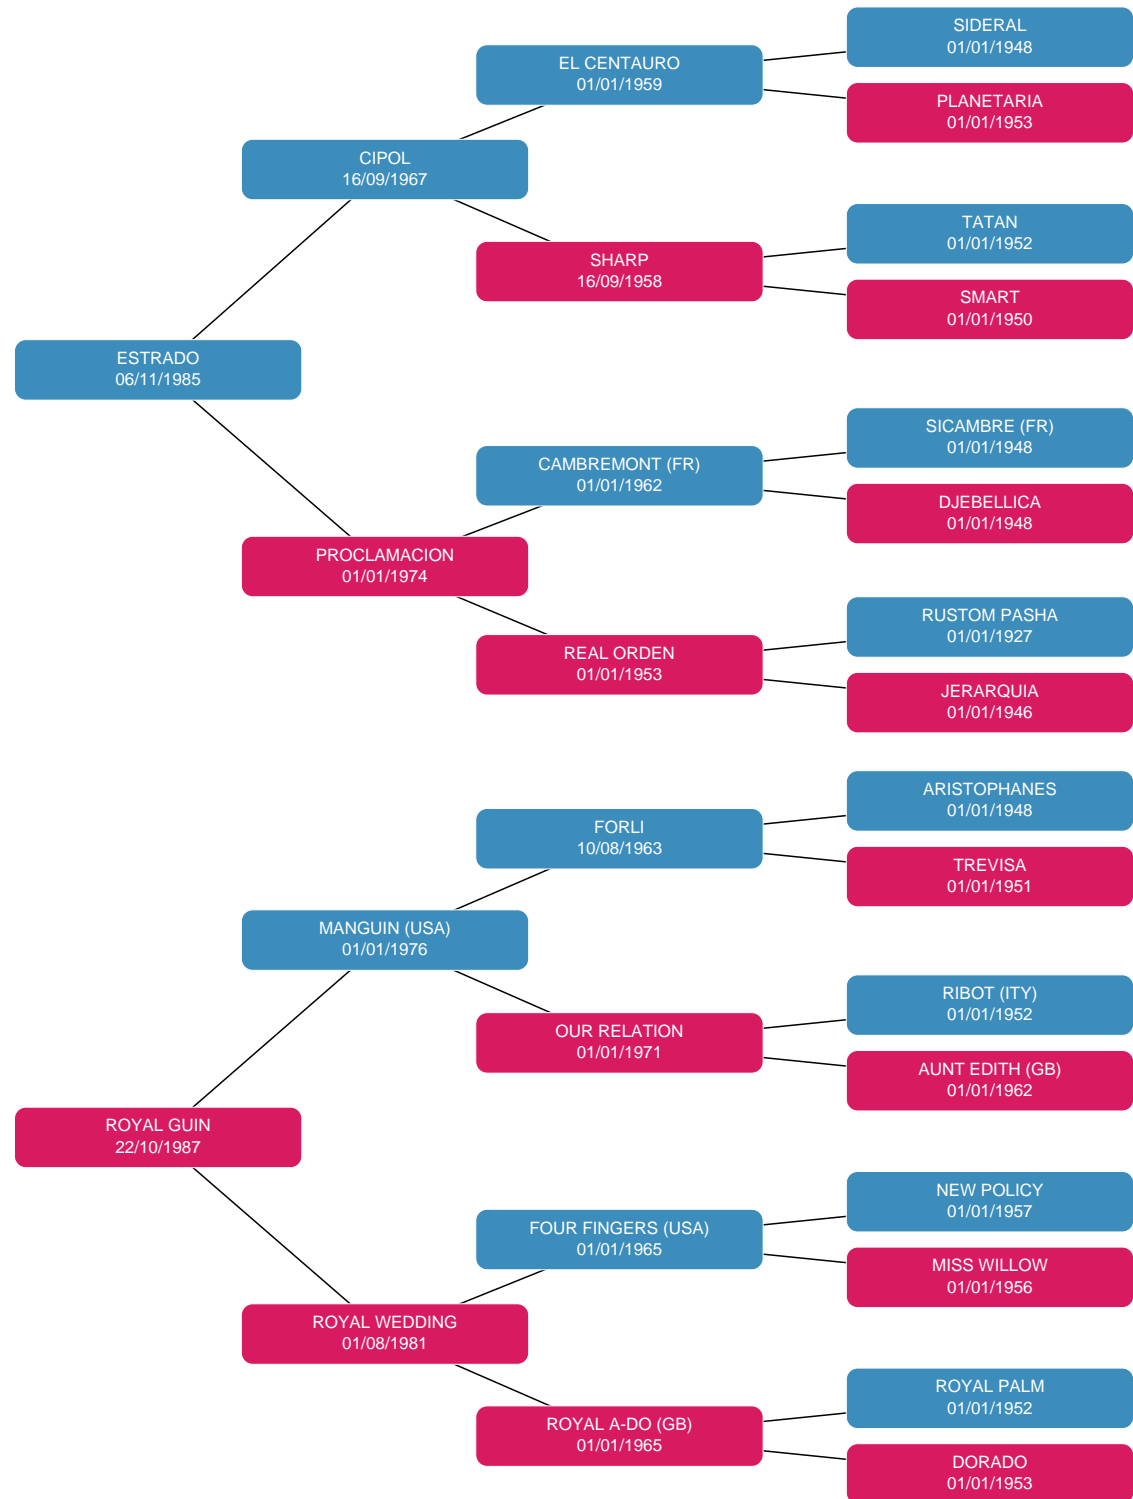 SIDERAL
01/01/1948
EL CENTAURO
01/01/1959
PLANETARIA
01/01/1953
CIPOL
16/09/1967
TATAN
01/01/1952
SHARP
16/09/1958
SMART
01/01/1950
ESTRADO
06/11/1985
SICAMBRE (FR)
01/01/1948
CAMBREMONT (FR)
01/01/1962
DJEBELLICA
01/01/1948
PROCLAMACION
01/01/1974
RUSTOM PASHA
01/01/1927
REAL ORDEN
01/01/1953
JERARQUIA
01/01/1946
ARISTOPHANES
01/01/1948
FORLI
10/08/1963
TREVISA
01/01/1951
MANGUIN (USA)
01/01/1976
RIBOT (ITY)
01/01/1952
OUR RELATION
01/01/1971
AUNT EDITH (GB)
01/01/1962
ROYAL GUIN
22/10/1987
NEW POLICY
01/01/1957
FOUR FINGERS (USA)
01/01/1965
MISS WILLOW
01/01/1956
ROYAL WEDDING
01/08/1981
ROYAL PALM
01/01/1952
ROYAL A-DO (GB)
01/01/1965
DORADO
01/01/1953